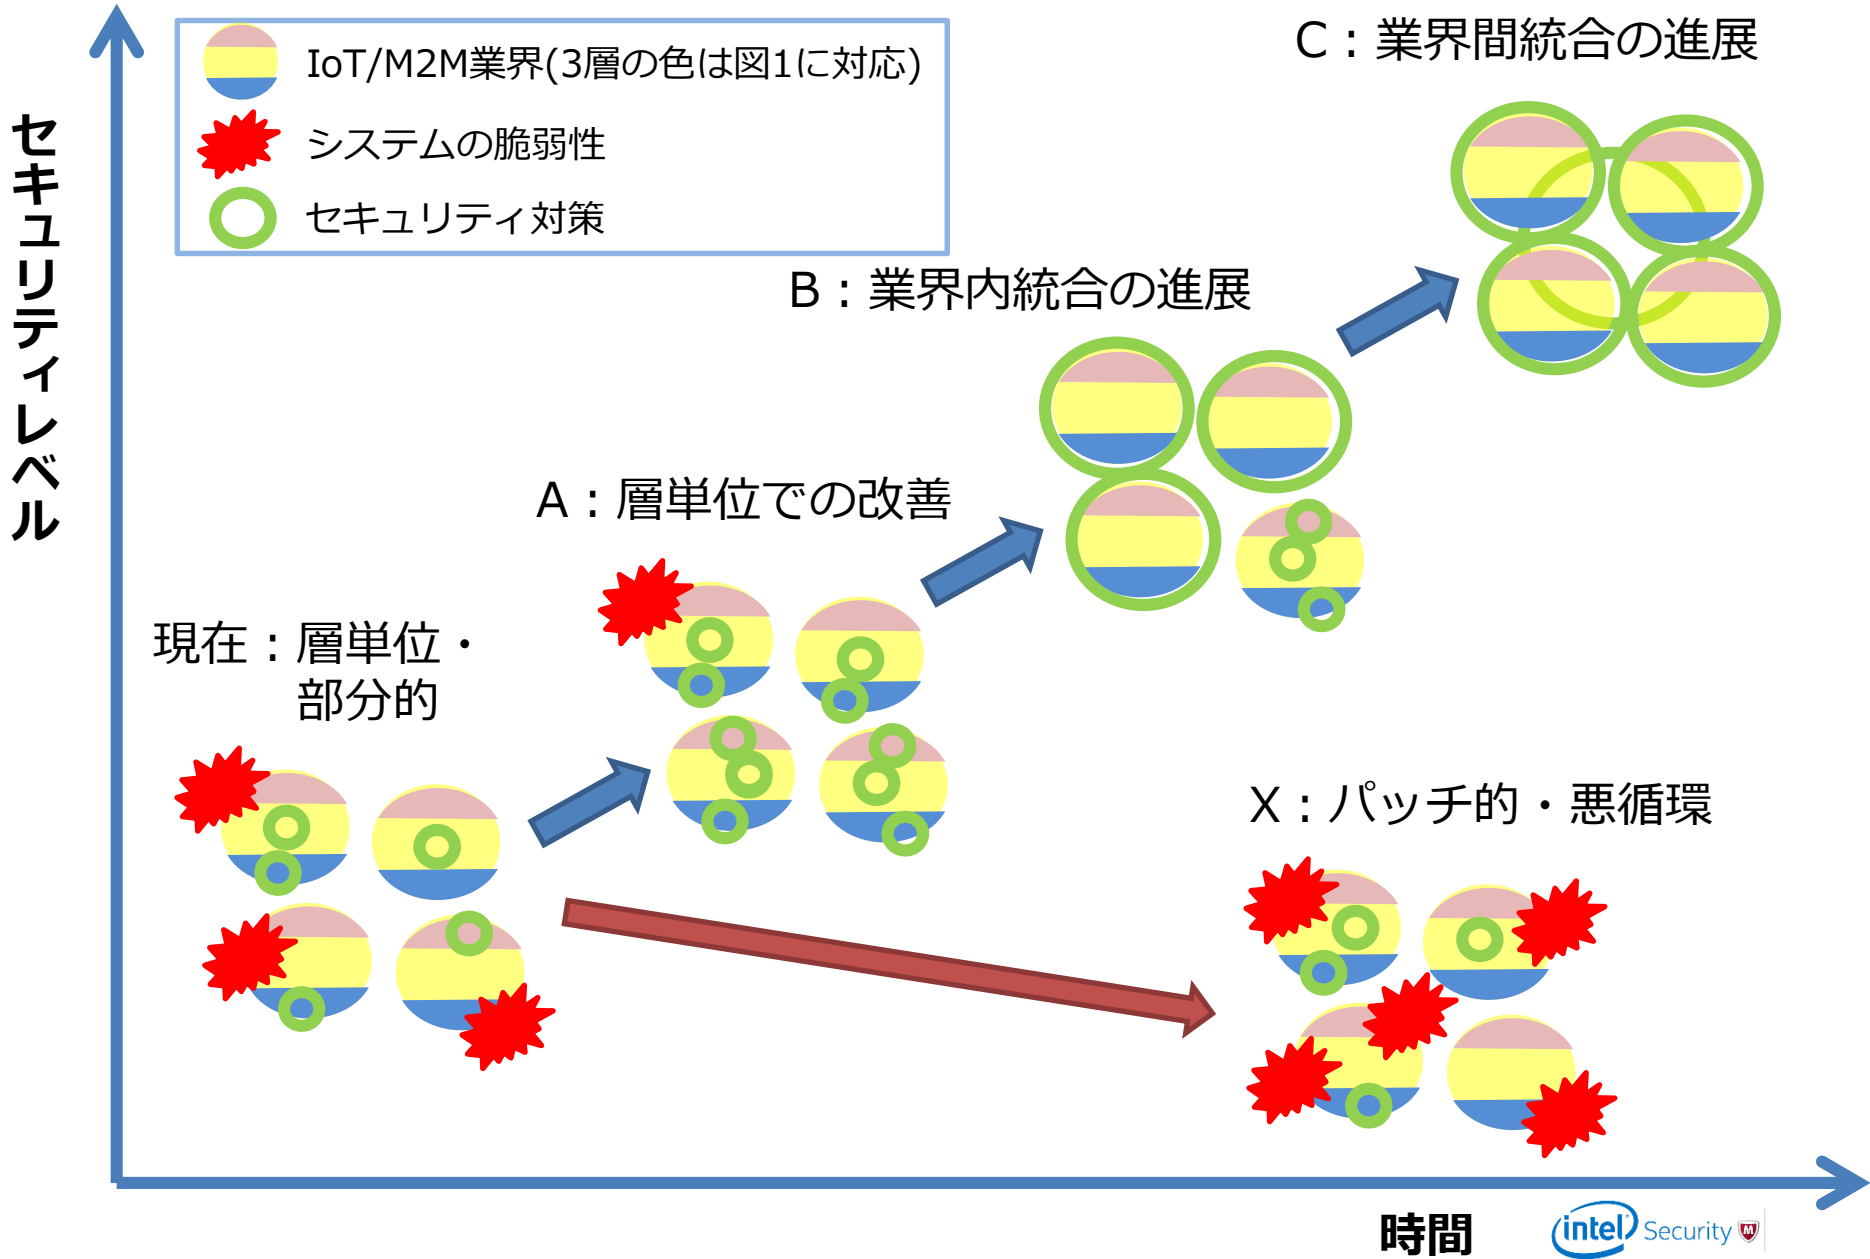 IoT/M2M業界(3層の色は図1に対応)
システムの脆弱性
セキュリティ対策
セキュリティレベル
C：業界間統合の進展
B：業界内統合の進展
A：層単位での改善
現在：層単位・
部分的
X：パッチ的・悪循環
時間
intel Security